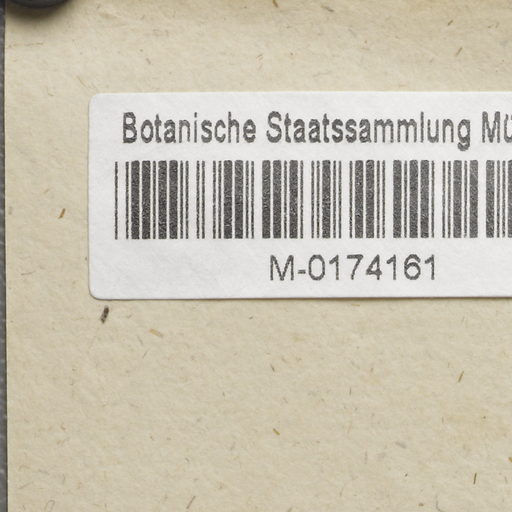 Botanische Staatssammlung Mü
M-0174161